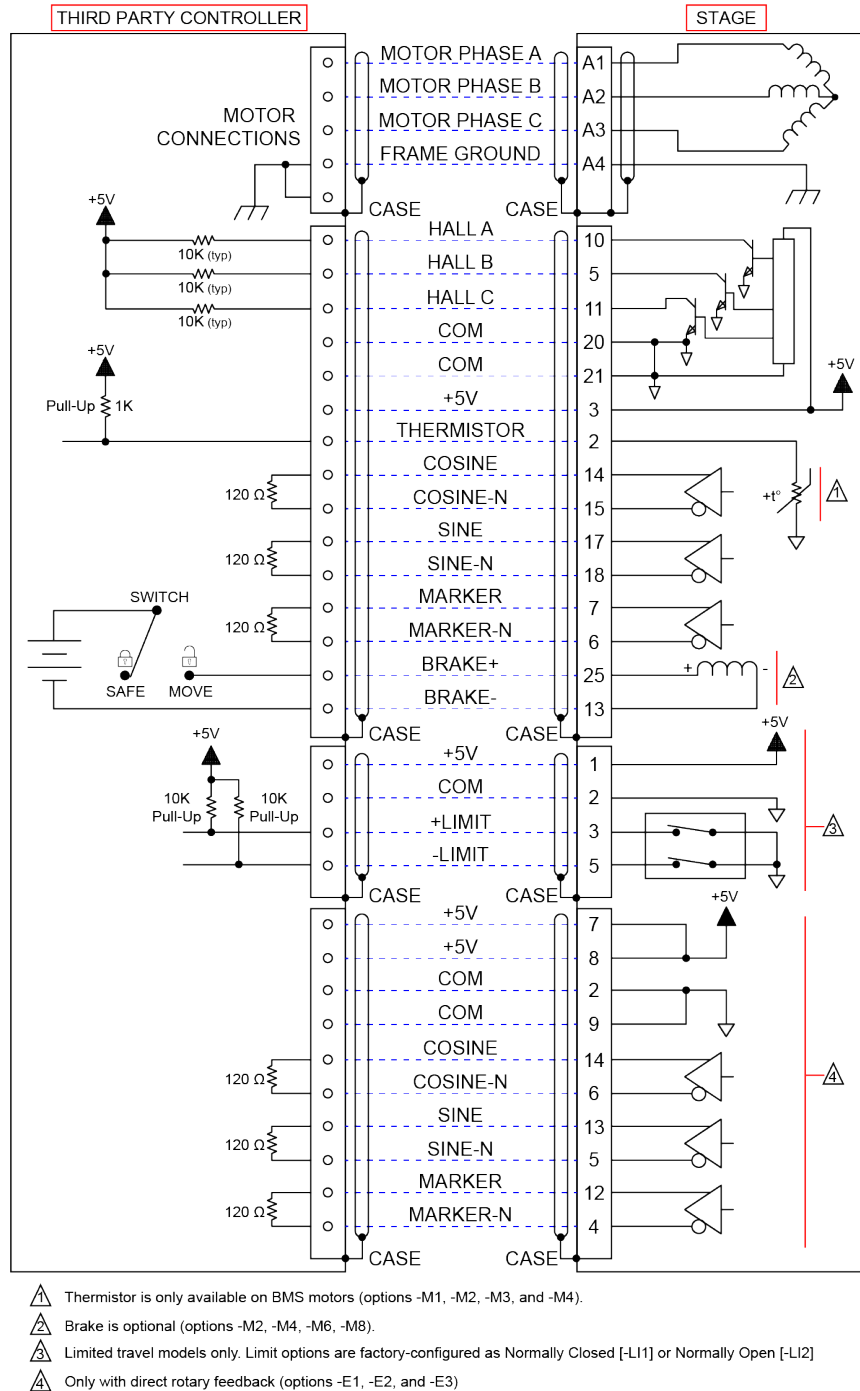 THIRD PARTY CONTROLLER
STAGE
MOTOR CONNECTIONS
MOTOR PHASE A
A1
MOTOR PHASE B
A2
MOTOR PHASE C
A3
FRAME GROUND
A4
CASE
CASE
+5V
10K (typ)
10K (typ)
10K (typ)
HALL A
10
HALL B
5
HALL C
11
COM
20
COM
21
+5V
3
+5V
+5V
Pull-Up
1K
THERMISTOR
2
+t°
1
COSINE
14
120 Ω
COSINE-N
15
SINE
17
120 Ω
SINE-N
18
MARKER
7
120 Ω
MARKER-N
6
SWITCH
SAFE
MOVE
BRAKE+
25
+
-
2
BRAKE-
13
CASE
CASE
+5V
10K
Pull-Up
10K
Pull-Up
+5V
1
+5V
COM
2
+LIMIT
3
-LIMIT
5
3
CASE
CASE
+5V
7
+5V
+5V
8
COM
2
COM
9
COSINE
14
120 Ω
COSINE-N
6
SINE
13
120 Ω
SINE-N
5
MARKER
12
120 Ω
MARKER-N
4
4
CASE
CASE
1 Thermistor is only available on BMS motors (options -M1, -M2, -M3, and -M4).
2 Brake is optional (options -M2, -M4, -M6, -M8).
3 Limited travel models only. Limit options are factory-configured as Normally Closed [-LI1] or Normally Open [-LI2]
4 Only with direct rotary feedback (options -E1, -E2, and -E3)